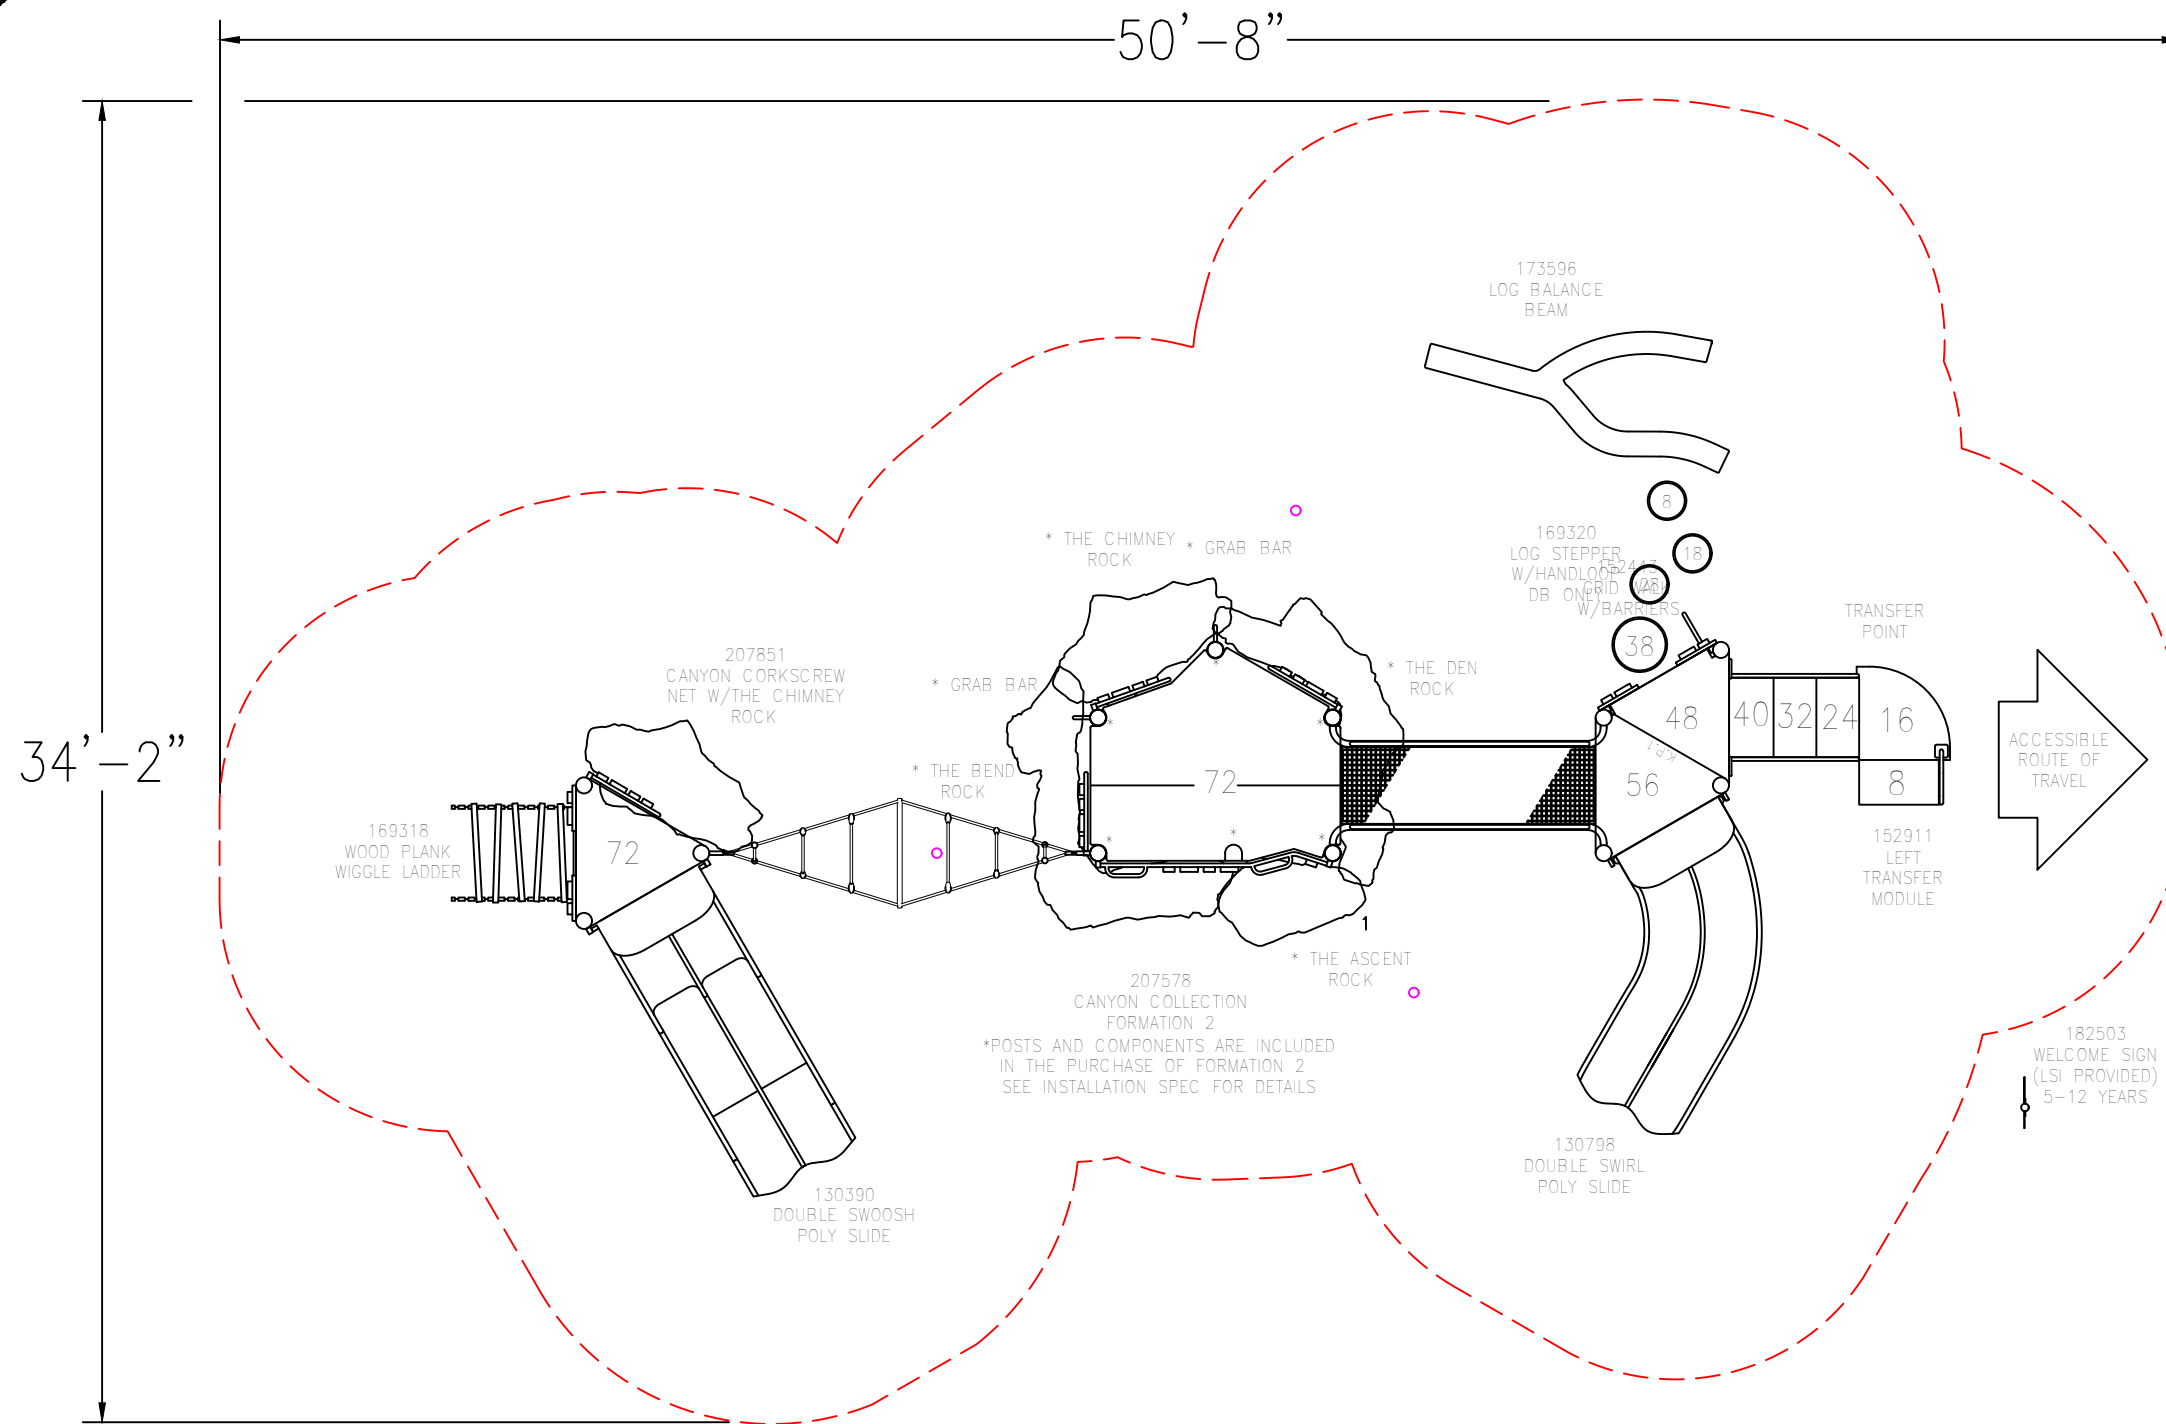 50'-8"
34'-2"
173596
LOG BALANCE
BEAM
8
18
28
38
169320
LOG STEPPER
W/HANDLOOP
DB ONLY
152443
GRID WALK
W/BARRIERS
* THE CHIMNEY
ROCK
* GRAB BAR
TRANSFER
POINT
207851
CANYON CORKSCREW
NET W/THE CHIMNEY
ROCK
* GRAB BAR
* THE DEN
ROCK
48
40
32
24
16
8
K.P.1
56
ACCESSIBLE
ROUTE OF
TRAVEL
* THE BEND
ROCK
72
72
169318
WOOD PLANK
WIGGLE LADDER
152911
LEFT
TRANSFER
MODULE
1
* THE ASCENT
ROCK
207578
CANYON COLLECTION
FORMATION 2
*POSTS AND COMPONENTS ARE INCLUDED
IN THE PURCHASE OF FORMATION 2
SEE INSTALLATION SPEC FOR DETAILS
182503
WELCOME SIGN
(LSI PROVIDED)
5-12 YEARS
130798
DOUBLE SWIRL
POLY SLIDE
130390
DOUBLE SWOOSH
POLY SLIDE